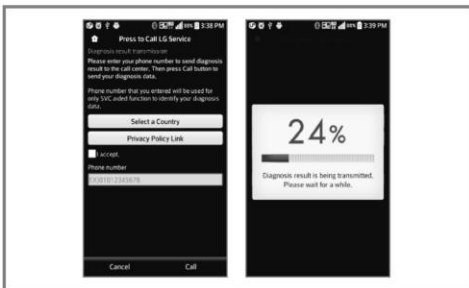 3:38 PM
Press to Call LG Service
Diagnosis result transmission
Please enter your phone number to send diagnosis
result to the call center. Then press Call button to
send your diagnosis data.
Phone number that you entered will be used for
only SVC aided function to identify your diagnosis
data.
Select a Country
Privacy Policy Link
I accept.
Phone number
Cancel
Call
3:39 PM
24%
Diagnosis result is being transmitted.
Please wait for a while.